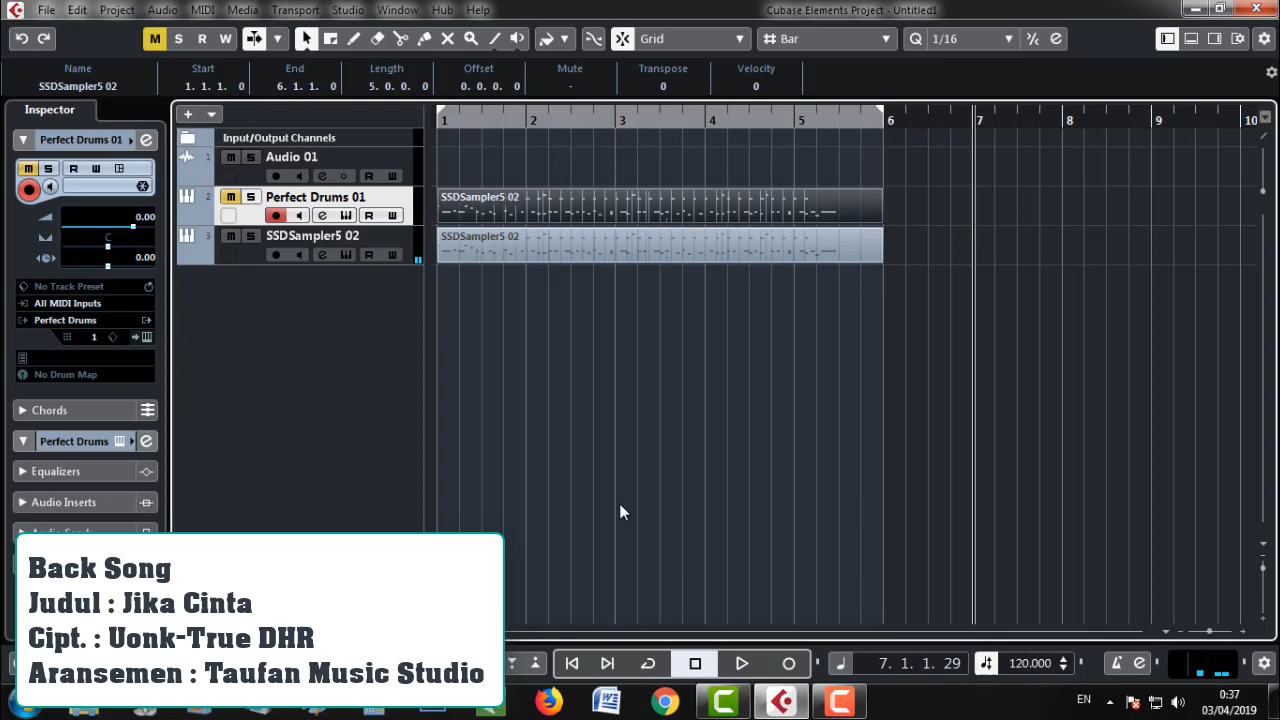 File Edit Project Audio MIDI Media Transport Studio Window Hub Help
Cubase Elements Project - Untitled1
M S R W Grid Bar Q 1/16
Name Start End Length Offset Mute Transpose Velocity
SSDSampler5 02 1. 1. 1. 0 6. 1. 1. 0 5. 0. 0. 0 0. 0. 0. 0 - 0 0
Inspector
1 2 3 4 5 6 7 8 9 10
Perfect Drums 01
Input/Output Channels
1 Audio 01
M S R W
2 Perfect Drums 01
SSDSampler5 02
3 SSDSampler5 02
SSDSampler5 02
0.00
C
0.00
No Track Preset
All MIDI Inputs
Perfect Drums
1
No Drum Map
Chords
Perfect Drums
Equalizers
Audio Inserts
Back Song
Judul : Jika Cinta
Cipt. : Uonk-True DHR
Aransemen : Taufan Music Studio
7. 1. 1. 29
120.000
EN
0:37
03/04/2019